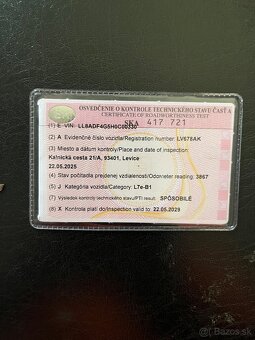 OSVEDČENIE O KONTROLE TECHNICKÉHO STAVU ČASŤ A
CERTIFICATE OF ROADWORTHINESS TEST
SKA 417 721
(1) E VIN: LL8ADF4G5H0C00330
(2) A Evidenčné číslo vozidla/Registration number: LV678AK
(3) Miesto a dátum kontroly/Place and date of inspection:
Kalnická cesta 21/A, 93401, Levice
22.05.2025
(4) Stav počítadla prejdenej vzdialenosti/Odometer reading: 3867
(5) J Kategória vozidla/Category: L7e-B1
(7) Výsledok kontroly technického stavu/PTI result: SPÔSOBILÉ
(8) X Kontrola platí do/Inspection valid to: 22.05.2029
Bazos.sk